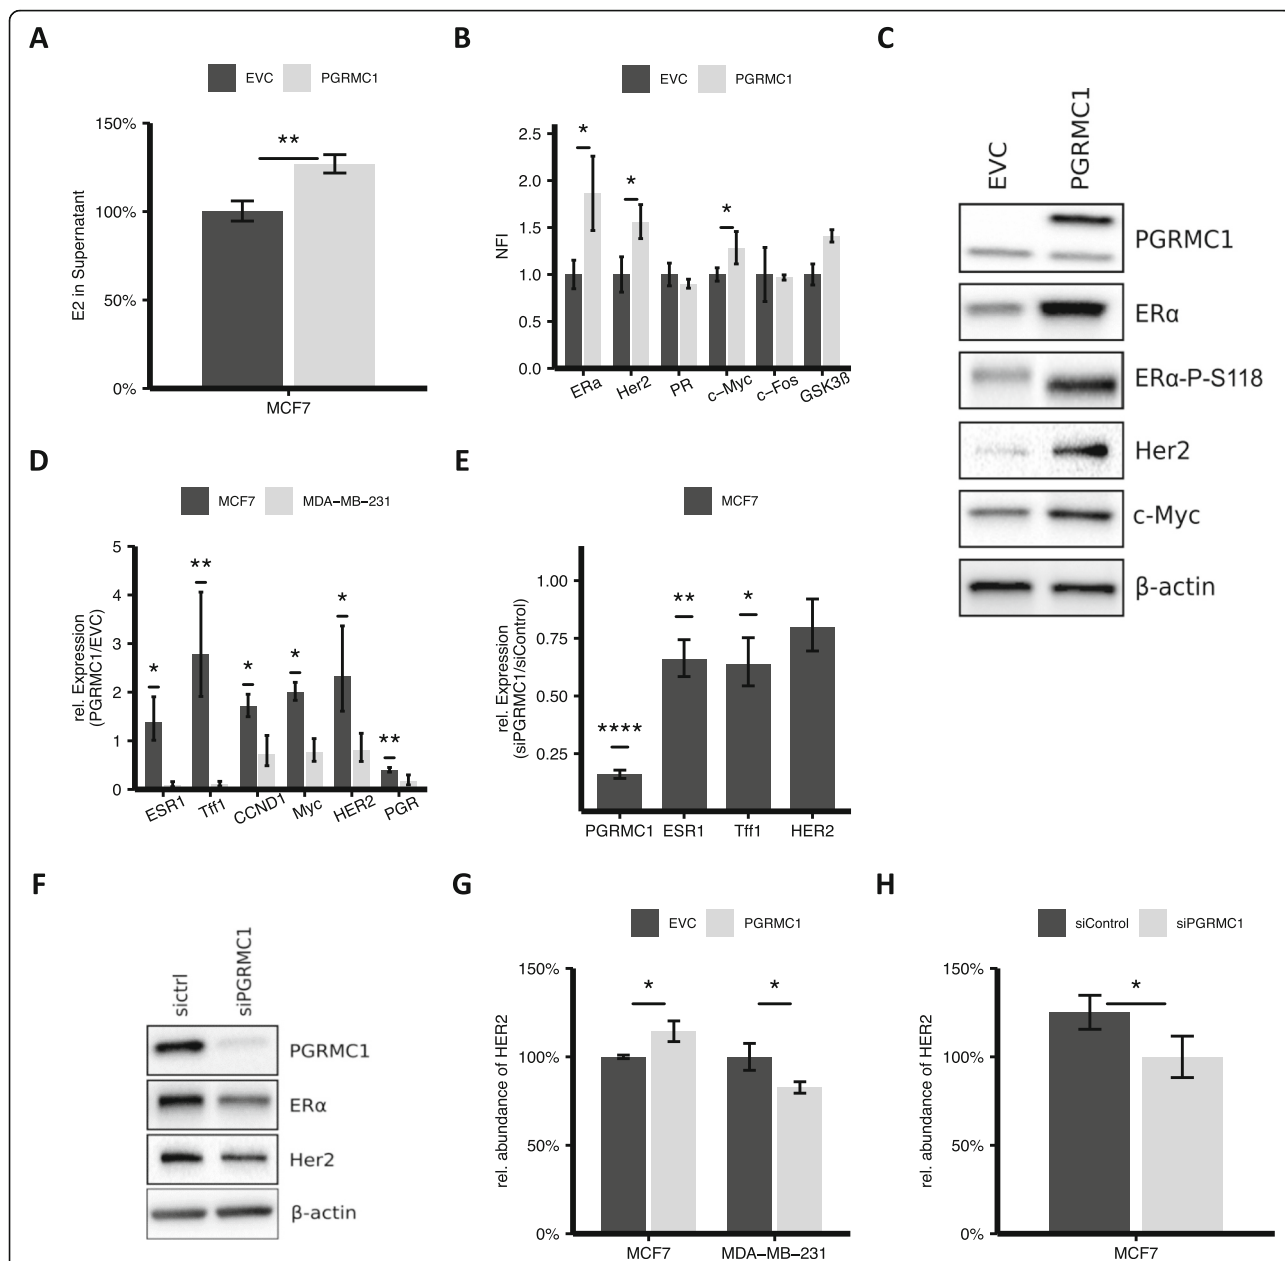 A
EVC PGRMC1
150%
100%
50%
0%
E2 in Supernatant
**
MCF7
B
EVC PGRMC1
2.5
2.0
1.5
1.0
0.5
0.0
NFI
* * *
ERa Her2 PR c–Myc c–Fos GSK3ß
C
EVC PGRMC1
PGRMC1
ERα
ERα-P-S118
Her2
c-Myc
β-actin
D
MCF7 MDA–MB–231
5
4
3
2
1
0
rel. Expression
(PGRMC1/EVC)
* ** * * * **
ESR1 Tff1 CCND1 Myc HER2 PGR
E
MCF7
1.00
0.75
0.50
0.25
rel. Expression
(siPGRMC1/siControl)
**** ** *
PGRMC1 ESR1 Tff1 HER2
F
sictrl siPGRMC1
PGRMC1
ERα
Her2
β-actin
G
EVC PGRMC1
150%
100%
50%
0%
rel. abundance of HER2
* *
MCF7 MDA–MB–231
H
siControl siPGRMC1
150%
100%
50%
0%
rel. abundance of HER2
*
MCF7